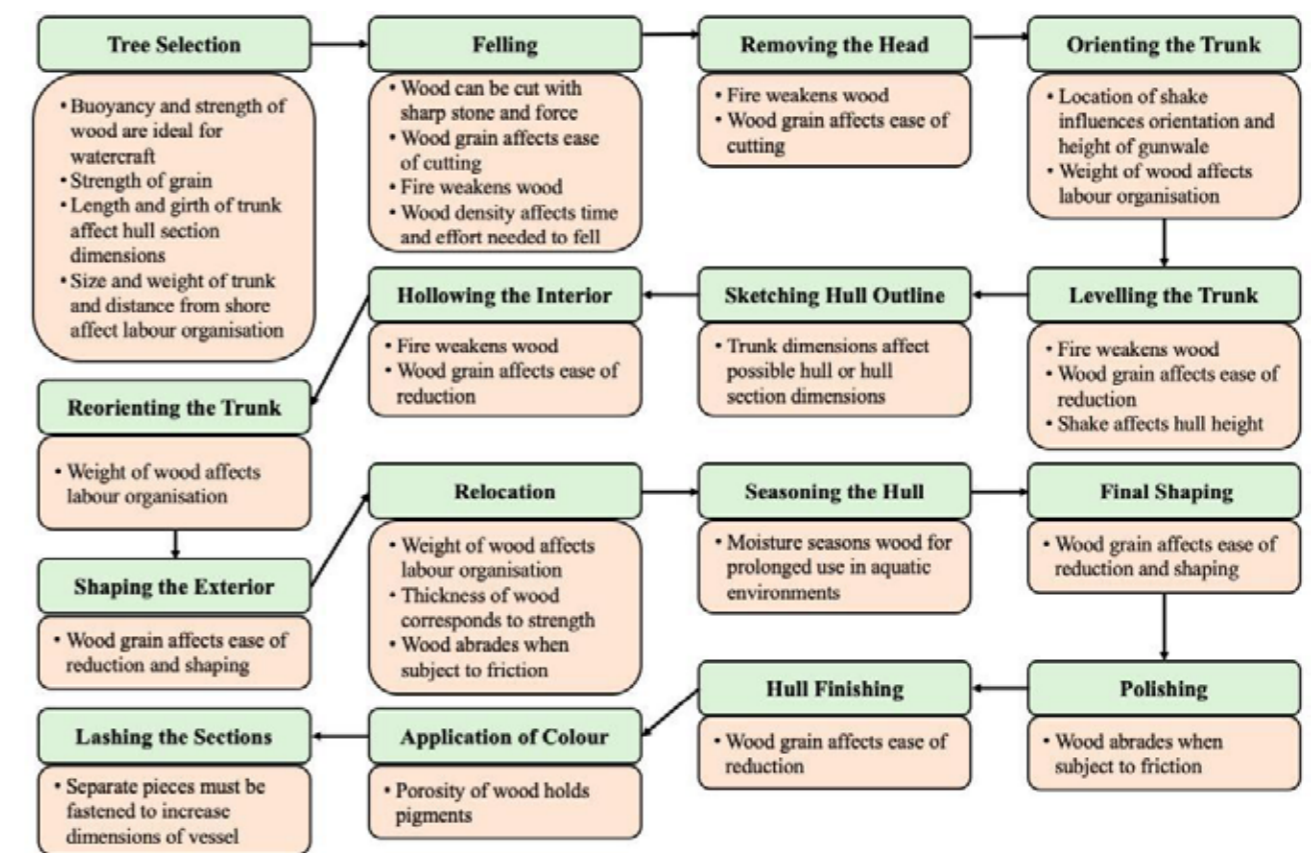 Tree Selection
• Buoyancy and strength of
wood are ideal for
watercraft
• Strength of grain
• Length and girth of trunk
affect hull section
dimensions
• Size and weight of trunk
and distance from shore
affect labour organisation
Felling
• Wood can be cut with
sharp stone and force
• Wood grain affects ease
of cutting
• Fire weakens wood
• Wood density affects time
and effort needed to fell
Removing the Head
• Fire weakens wood
• Wood grain affects ease of
cutting
Orienting the Trunk
• Location of shake
influences orientation and
height of gunwale
• Weight of wood affects
labour organisation
Levelling the Trunk
• Fire weakens wood
• Wood grain affects ease of
reduction
• Shake affects hull height
Sketching Hull Outline
• Trunk dimensions affect
possible hull or hull
section dimensions
Hollowing the Interior
• Fire weakens wood
• Wood grain affects ease of
reduction
Reorienting the Trunk
• Weight of wood affects
labour organisation
Shaping the Exterior
• Wood grain affects ease of
reduction and shaping
Relocation
• Weight of wood affects
labour organisation
• Thickness of wood
corresponds to strength
• Wood abrades when
subject to friction
Seasoning the Hull
• Moisture seasons wood for
prolonged use in aquatic
environments
Final Shaping
• Wood grain affects ease of
reduction and shaping
Polishing
• Wood abrades when
subject to friction
Hull Finishing
• Wood grain affects ease of
reduction
Application of Colour
• Porosity of wood holds
pigments
Lashing the Sections
• Separate pieces must be
fastened to increase
dimensions of vessel